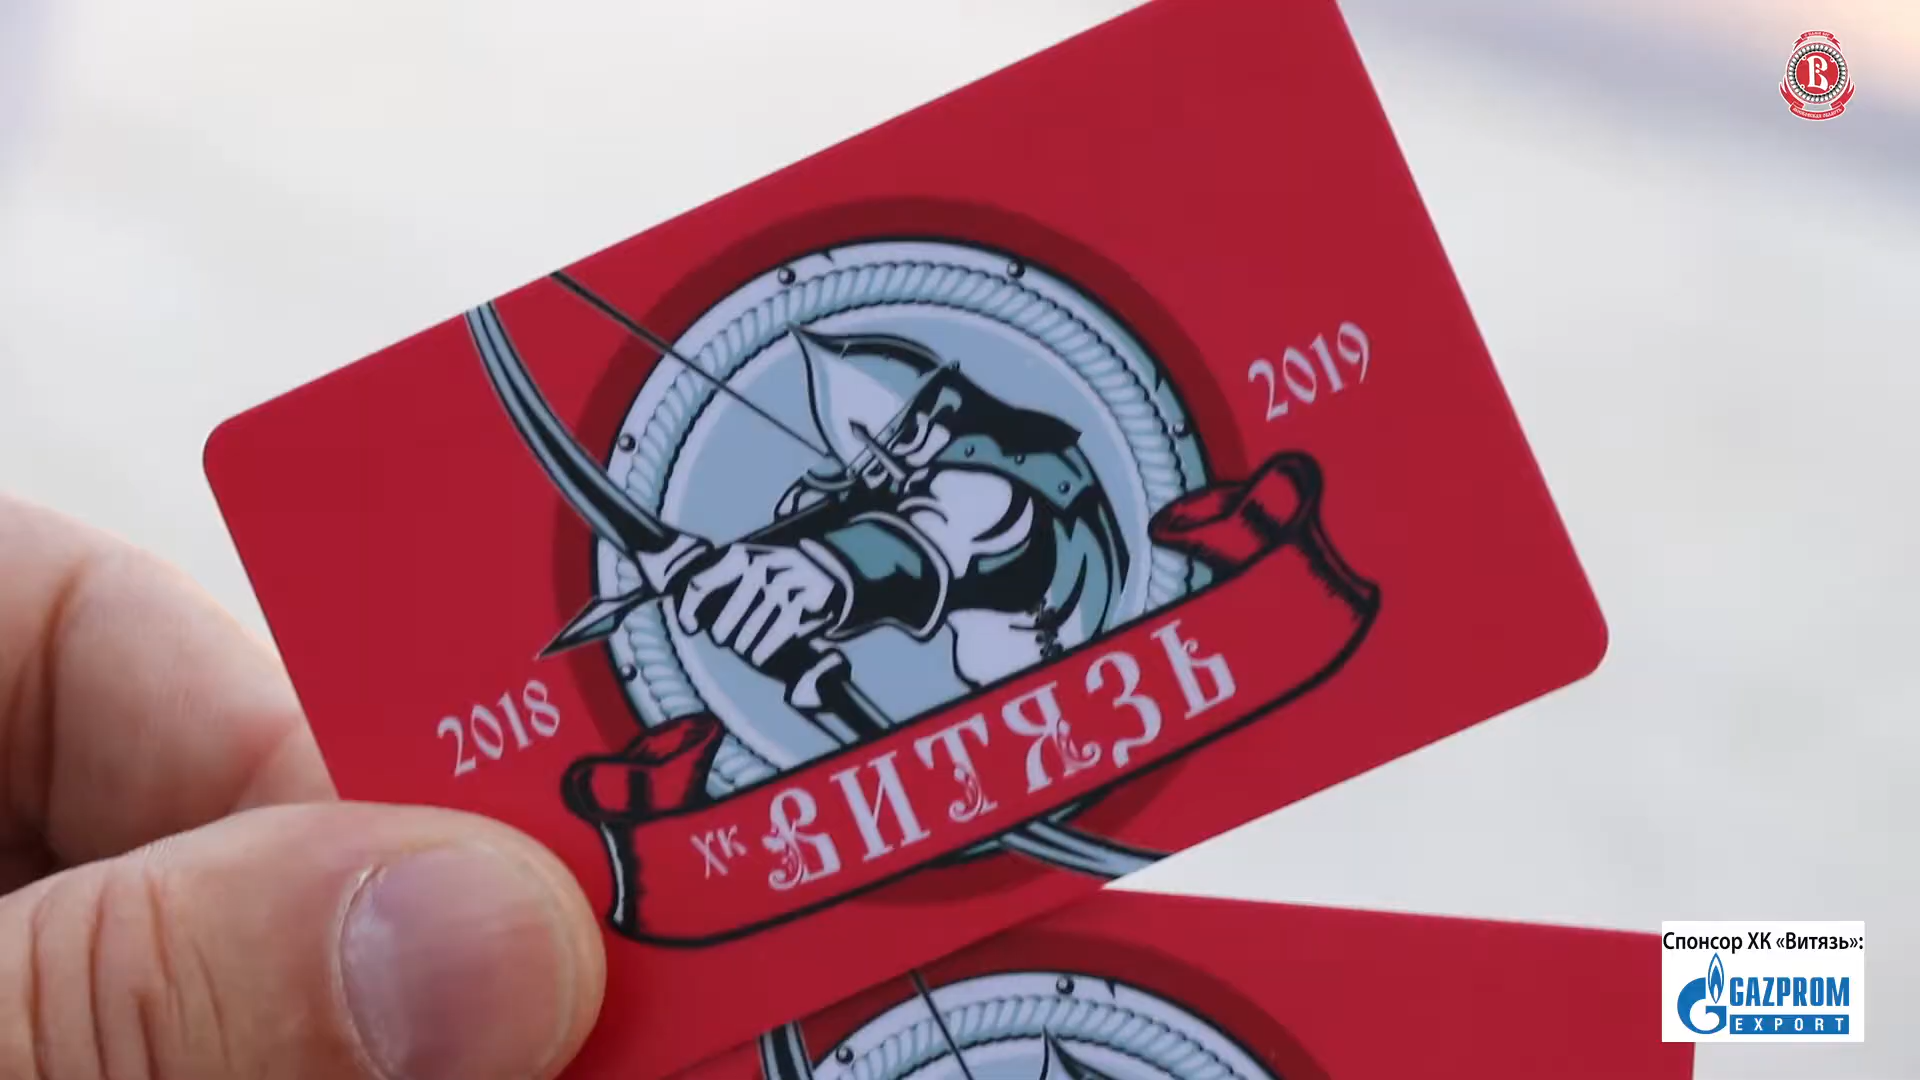 2019
2018
ХК ВИТЯЗЬ
В
Спонсор ХК «Витязь»:
GAZPROM
EXPORT